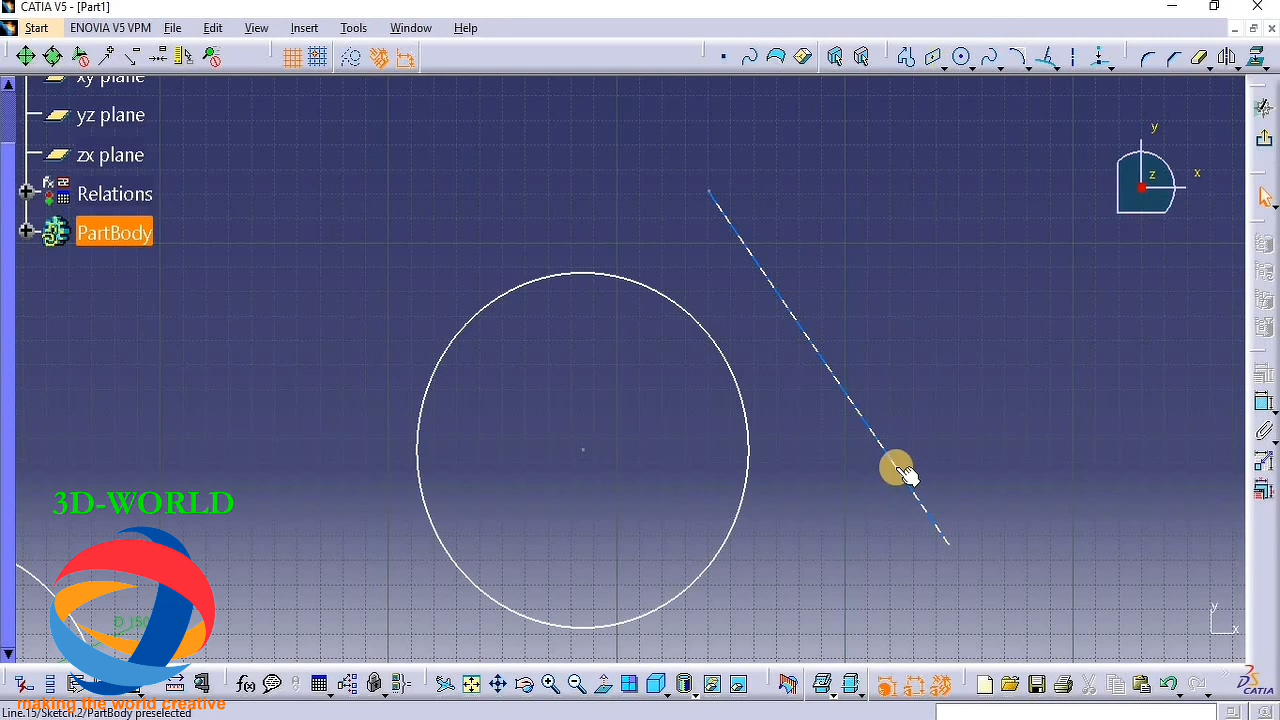 CATIA V5 - [Part1]
Start ENOVIA V5 VPM File Edit View Insert Tools Window Help
xy plane
yz plane
zx plane
Relations
PartBody
y
x
z
3D-WORLD
y
x
CATIA
making the world creative
Line.15/Sketch.2/PartBody preselected